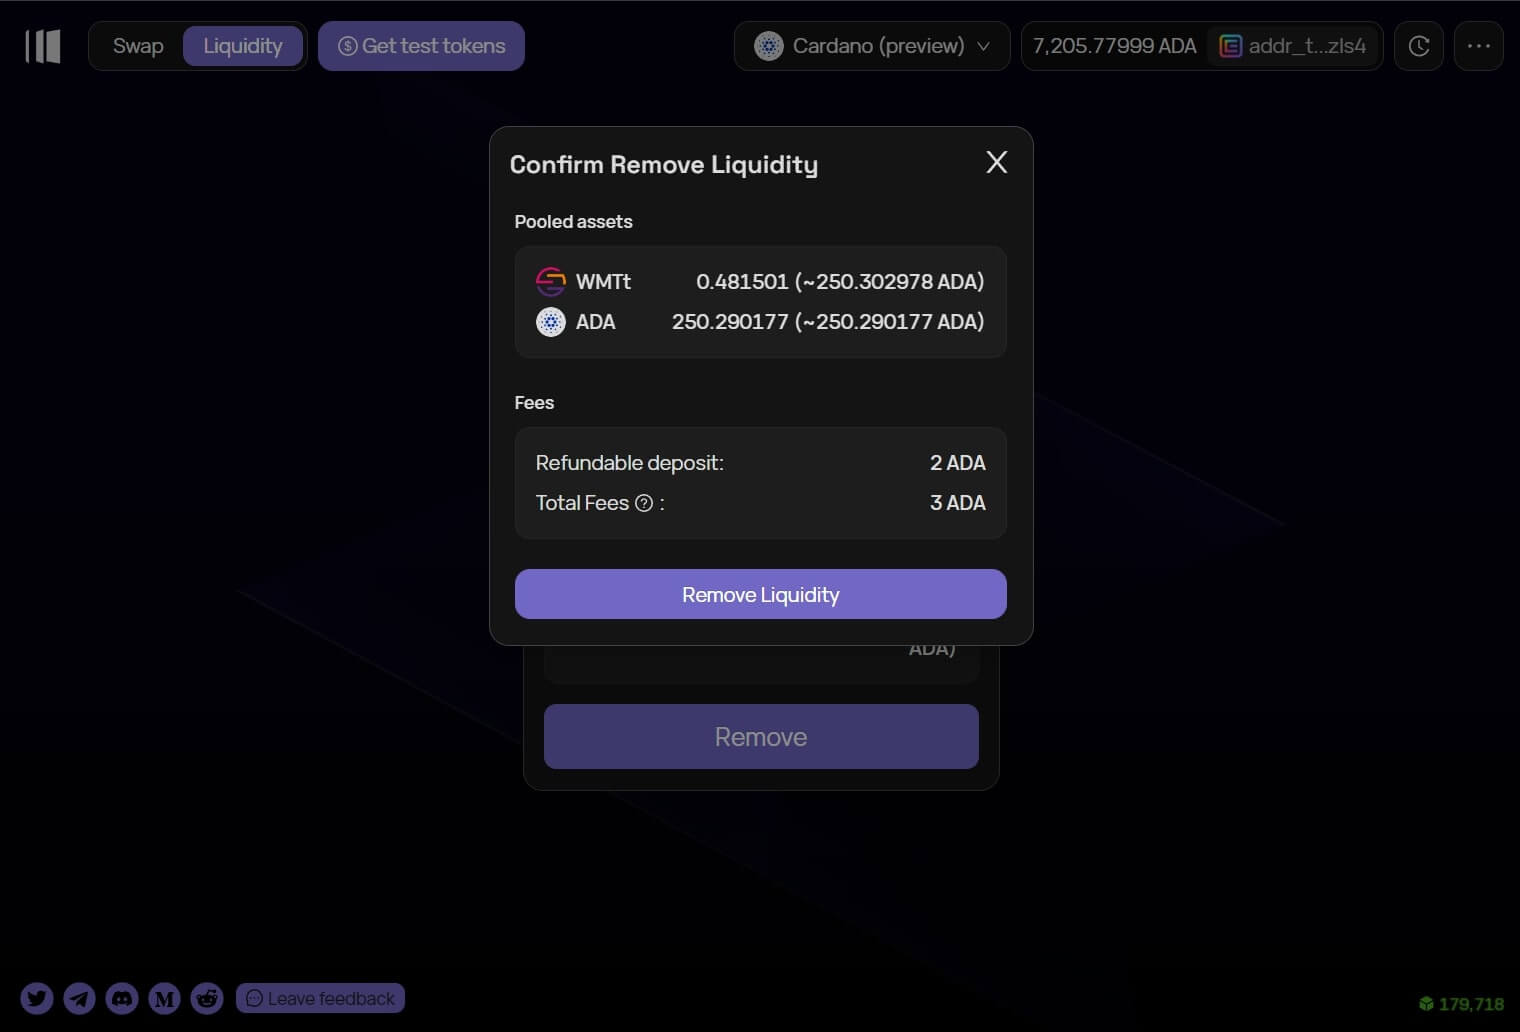 Swap Liquidity Get test tokens Cardano (preview) 7,205.77999 ADA addr_t...zls4
Confirm Remove Liquidity X
Pooled assets
WMTt 0.481501 (~250.302978 ADA)
ADA 250.290177 (~250.290177 ADA)
Fees
Refundable deposit: 2 ADA
Total Fees ? : 3 ADA
Remove Liquidity
ADA)
Remove
Leave feedback
179,718